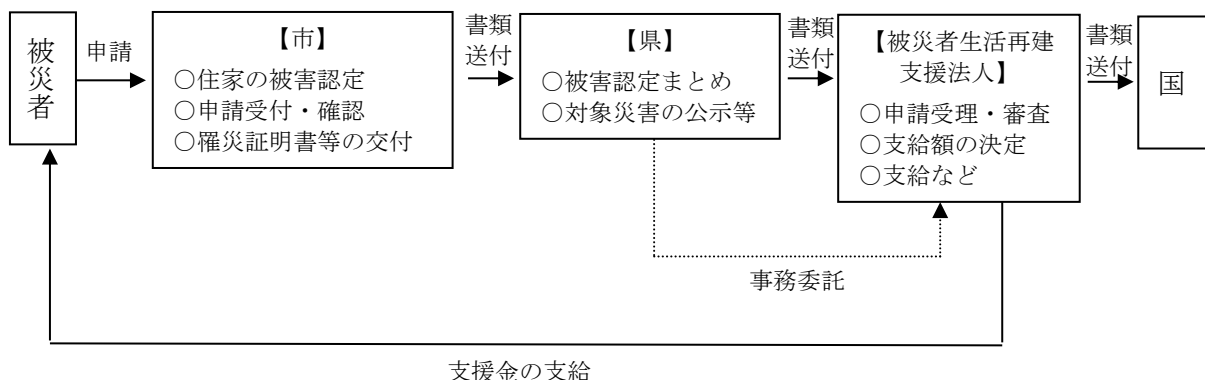 被災者
申請
【市】
○住家の被害認定
○申請受付・確認
○罹災証明書等の交付
書類
送付
【県】
○被害認定まとめ
○対象災害の公示等
書類
送付
【被災者生活再建
支援法人】
○申請受理・審査
○支給額の決定
○支給など
書類
送付
国
事務委託
支援金の支給